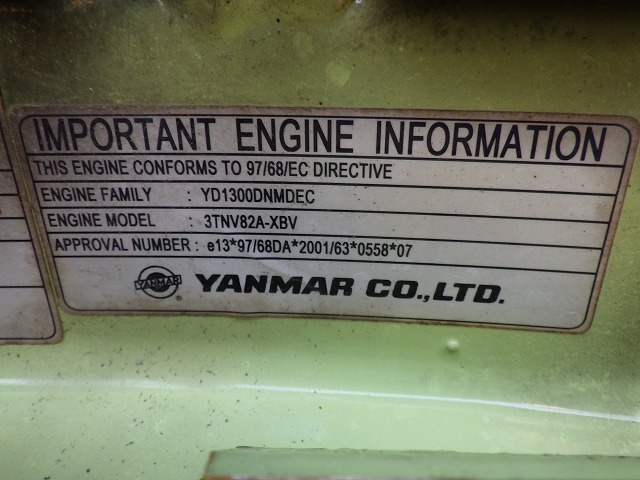 IMPORTANT ENGINE INFORMATION
THIS ENGINE CONFORMS TO 97/68/EC DIRECTIVE
ENGINE FAMILY : YD1300DNMDEC
ENGINE MODEL : 3TNV82A-XBV
APPROVAL NUMBER : e13*97/68DA*2001/63*0558*07
YANMAR ® YANMAR CO.,LTD.